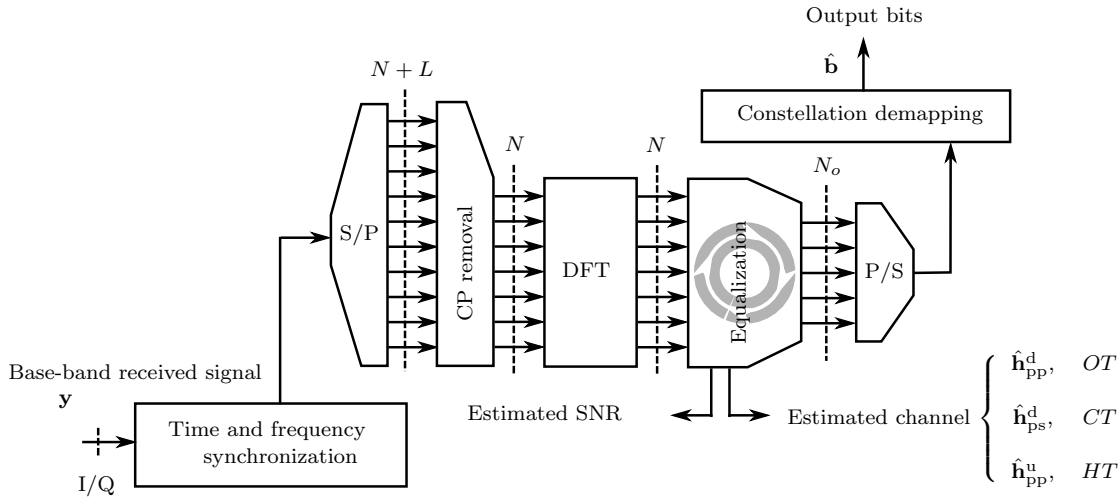 Output bits
b̂
Constellation demapping
N + L
N
N
N_o
S/P
CP removal
DFT
Equalization
P/S
Base-band received signal
y
Time and frequency
synchronization
I/Q
Estimated SNR
Estimated channel
ĥ^d_pp, OT
ĥ^d_ps, CT
ĥ^u_pp, HT